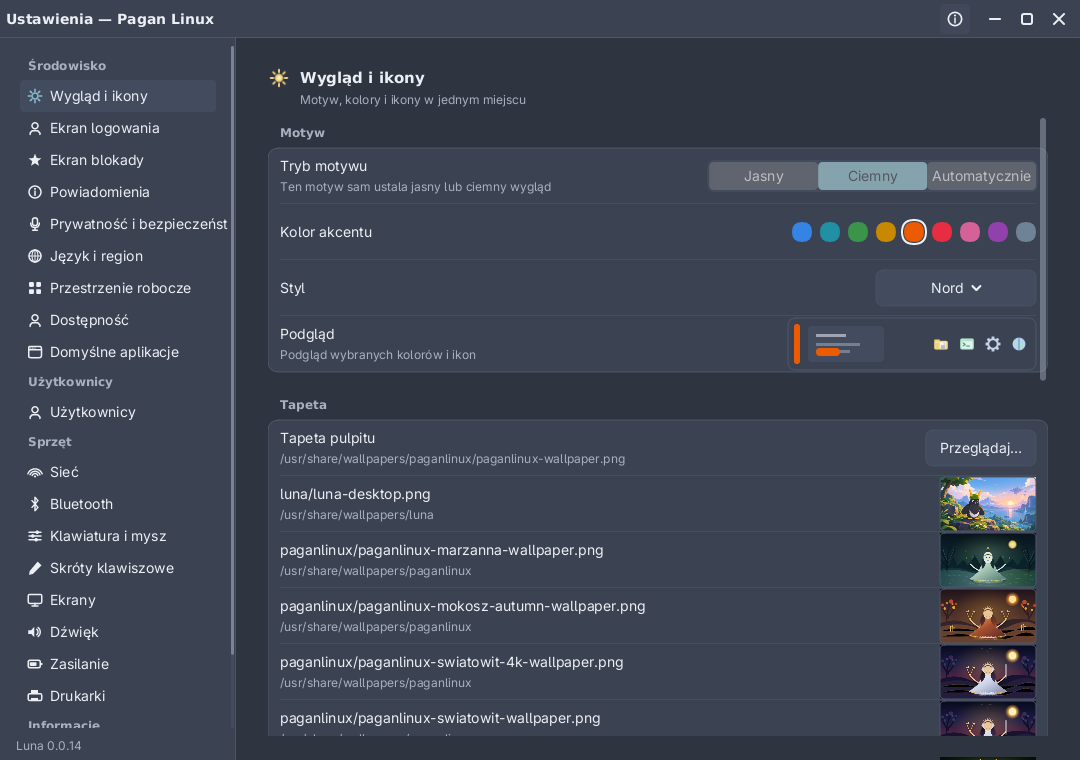 Ustawienia — Pagan Linux
Środowisko
Wygląd i ikony
Ekran logowania
Ekran blokady
Powiadomienia
Prywatność i bezpieczeńst
Język i region
Przestrzenie robocze
Dostępność
Domyślne aplikacje
Użytkownicy
Użytkownicy
Sprzęt
Sieć
Bluetooth
Klawiatura i mysz
Skróty klawiszowe
Ekrany
Dźwięk
Zasilanie
Drukarki
Informacje
Luna 0.0.14
Wygląd i ikony
Motyw, kolory i ikony w jednym miejscu
Motyw
Tryb motywu
Ten motyw sam ustala jasny lub ciemny wygląd
Jasny
Ciemny
Automatycznie
Kolor akcentu
Styl
Nord
Podgląd
Podgląd wybranych kolorów i ikon
Tapeta
Tapeta pulpitu
/usr/share/wallpapers/paganlinux/paganlinux-wallpaper.png
Przeglądaj...
luna/luna-desktop.png
/usr/share/wallpapers/luna
paganlinux/paganlinux-marzanna-wallpaper.png
/usr/share/wallpapers/paganlinux
paganlinux/paganlinux-mokosz-autumn-wallpaper.png
/usr/share/wallpapers/paganlinux
paganlinux/paganlinux-swiatowit-4k-wallpaper.png
/usr/share/wallpapers/paganlinux
paganlinux/paganlinux-swiatowit-wallpaper.png